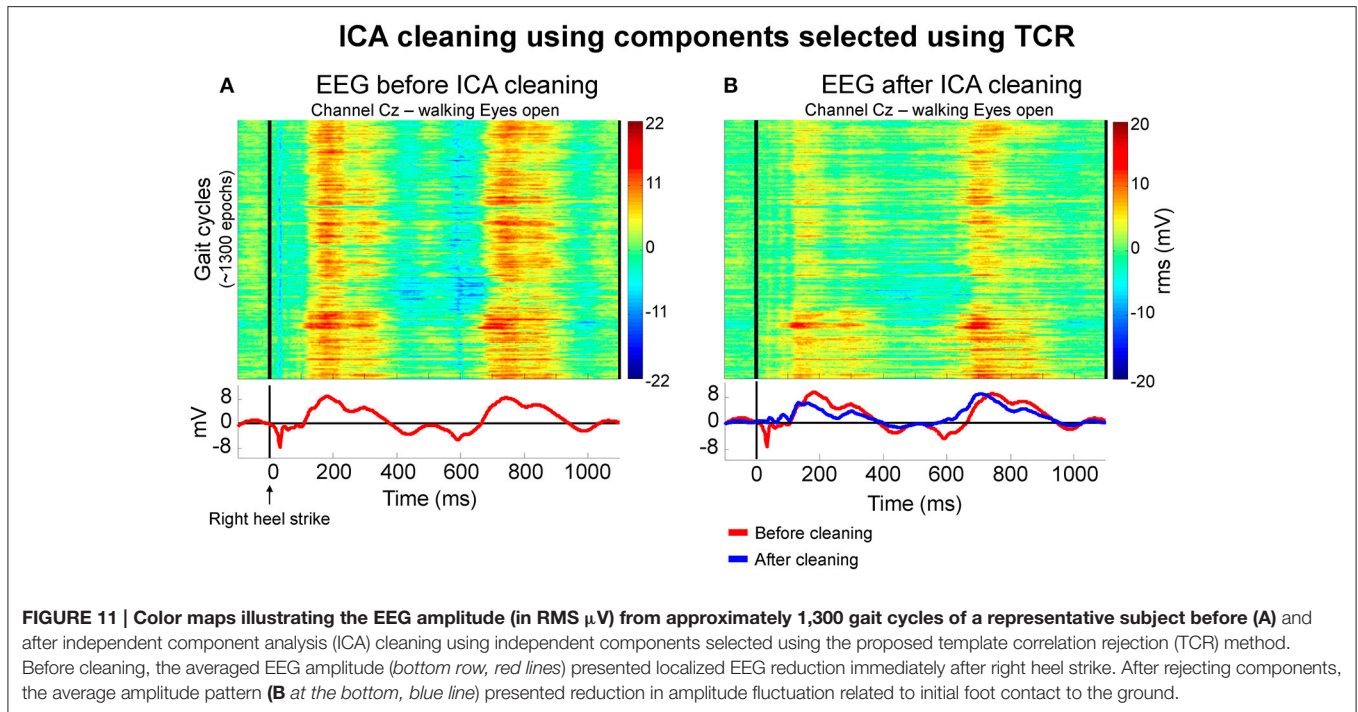 ICA cleaning using components selected using TCR
A
EEG before ICA cleaning
Channel Cz – walking Eyes open
Gait cycles
(~1300 epochs)
22
11
0
-11
-22
8
0
-8
mV
0 200 400 600 800 1000
Time (ms)
Right heel strike
B
EEG after ICA cleaning
Channel Cz – walking Eyes open
20
10
0
-10
-20
rms (mV)
8
0
-8
0 200 400 600 800 1000
Time (ms)
Before cleaning
After cleaning
FIGURE 11 | Color maps illustrating the EEG amplitude (in RMS μV) from approximately 1,300 gait cycles of a representative subject before (A) and
after independent component analysis (ICA) cleaning using independent components selected using the proposed template correlation rejection (TCR) method.
Before cleaning, the averaged EEG amplitude (bottom row, red lines) presented localized EEG reduction immediately after right heel strike. After rejecting components,
the average amplitude pattern (B at the bottom, blue line) presented reduction in amplitude fluctuation related to initial foot contact to the ground.